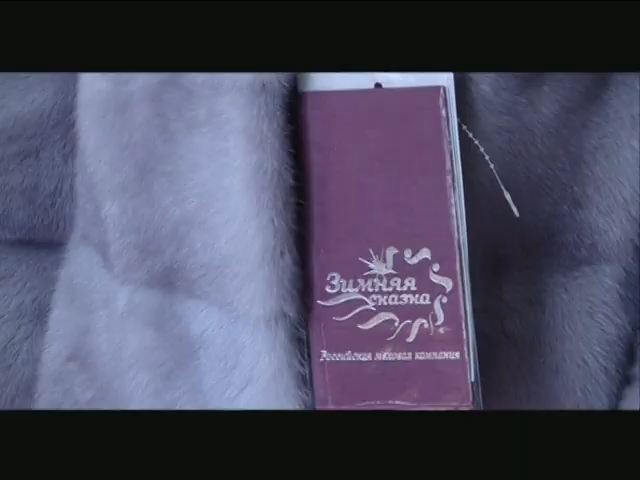 Зимняя
сказка
Российская меховая компания